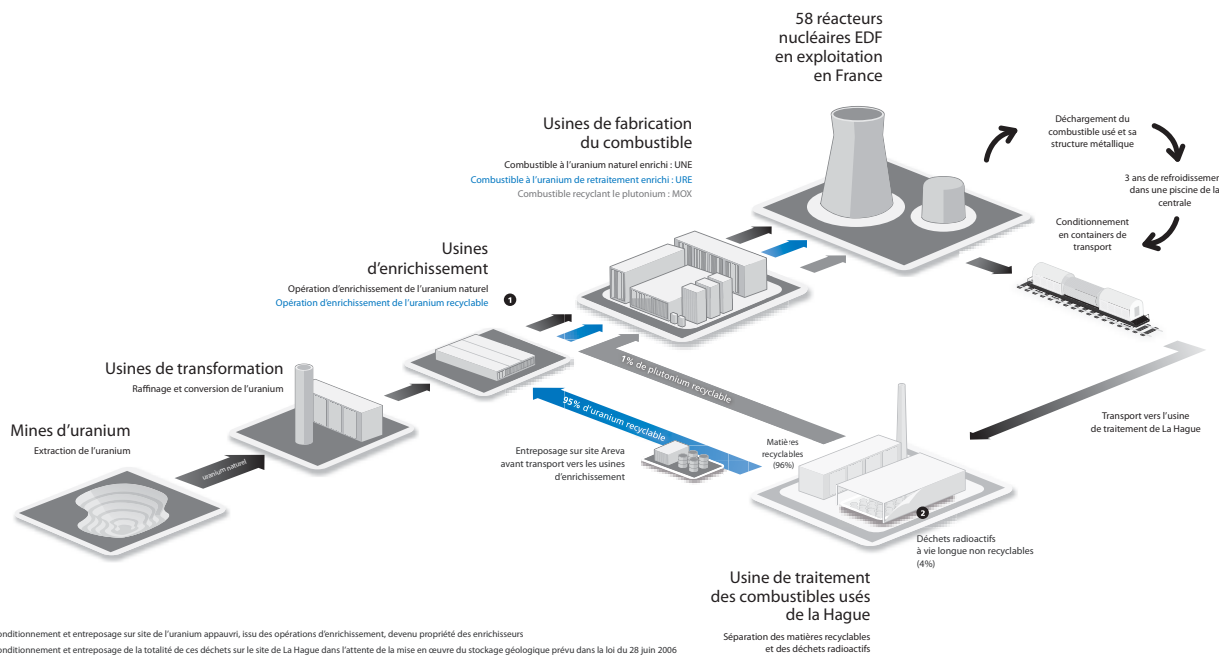 58 réacteurs
nucléaires EDF
en exploitation
en France
Usines de fabrication
du combustible
Combustible à l'uranium naturel enrichi : UNE
Combustible à l'uranium de retraitement enrichi : URE
Combustible recyclant le plutonium : MOX
Déchargement du
combustible usé et sa
structure métallique
3 ans de refroidissement
dans une piscine de la
centrale
Conditionnement
en containers de
transport
Usines
d'enrichissement
Opération d'enrichissement de l'uranium naturel
Opération d'enrichissement de l'uranium recyclable
1
Usines de transformation
Raffinage et conversion de l'uranium
Mines d'uranium
Extraction de l'uranium
uranium naturel
1% de plutonium recyclable
95% d'uranium recyclable
Entreposage sur site Areva
avant transport vers les usines
d'enrichissement
Matières
recyclables
(96%)
Transport vers l'usine
de traitement de La Hague
2
Déchets radioactifs
à vie longue non recyclables
(4%)
Usine de traitement
des combustibles usés
de la Hague
Séparation des matières recyclables
et des déchets radioactifs
onditionnement et entreposage sur site de l'uranium appauvri, issu des opérations d'enrichissement, devenu propriété des enrichisseurs
onditionnement et entreposage de la totalité de ces déchets sur le site de La Hague dans l'attente de la mise en œuvre du stockage géologique prévu dans la loi du 28 juin 2006